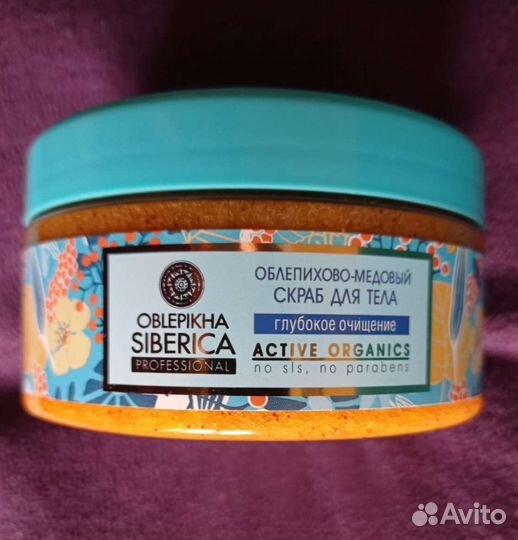 OBLEPIKHA
SIBERICA
PROFESSIONAL
ОБЛЕПИХОВО-МЕДОВЫЙ
СКРАБ ДЛЯ ТЕЛА
глубокое очищение
ACTIVE ORGANICS
no sls, no parabens
Avito